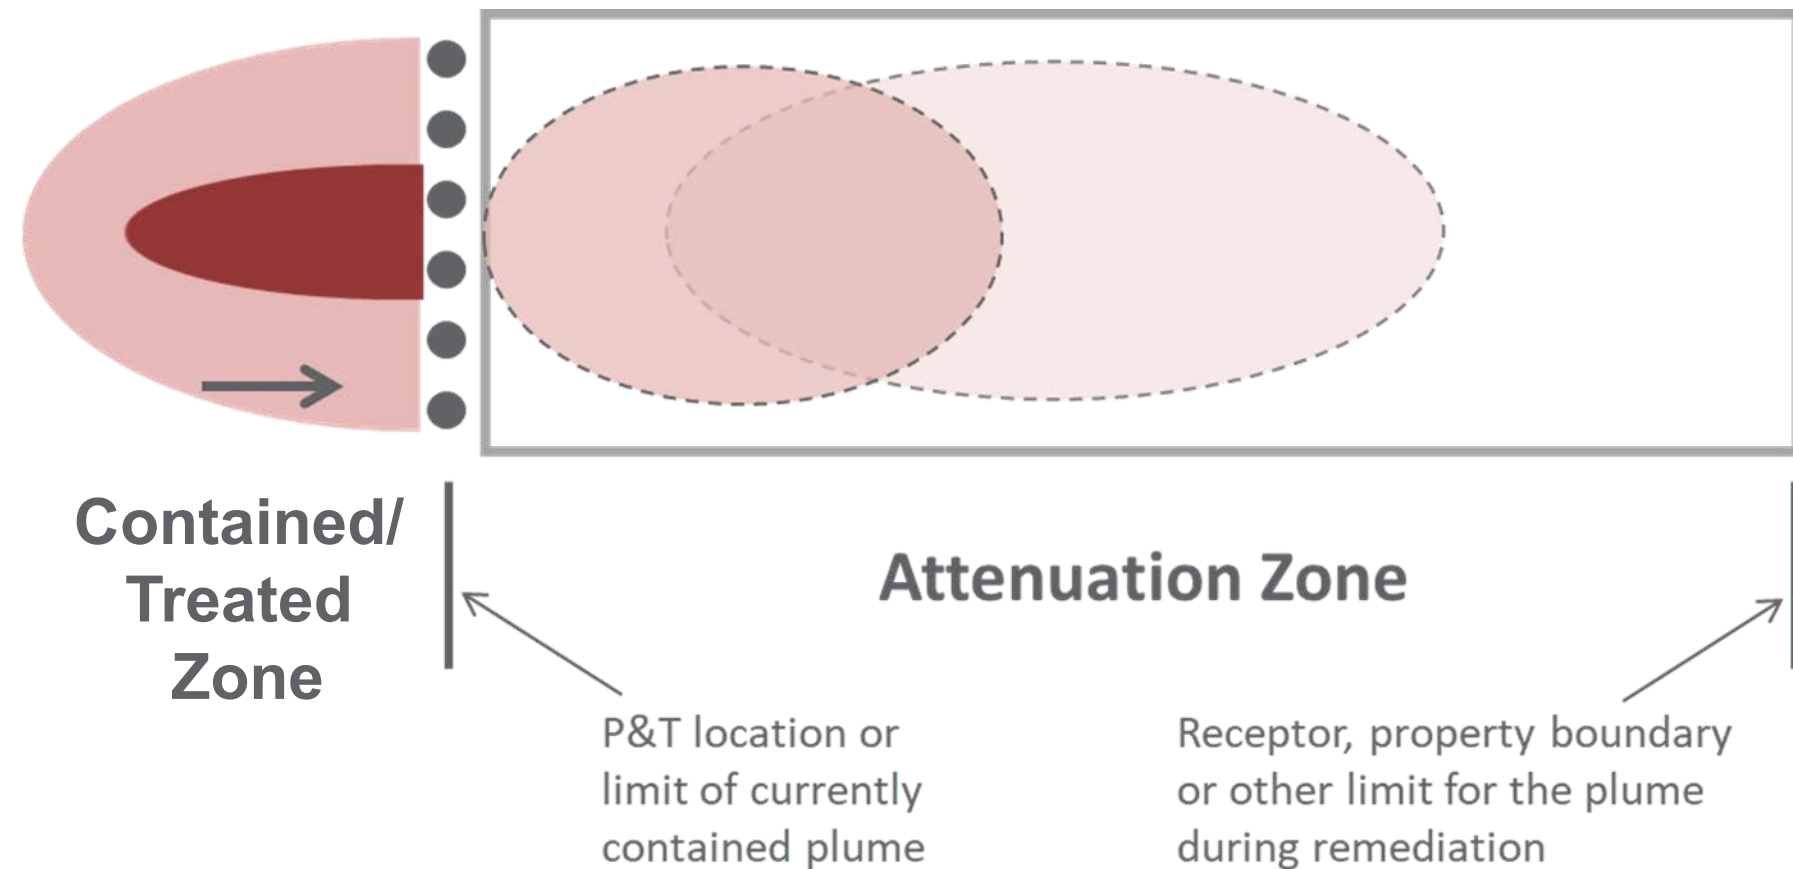 Contained/
Treated
Zone
Attenuation Zone
P&T location or
limit of currently
contained plume
Receptor, property boundary
or other limit for the plume
during remediation